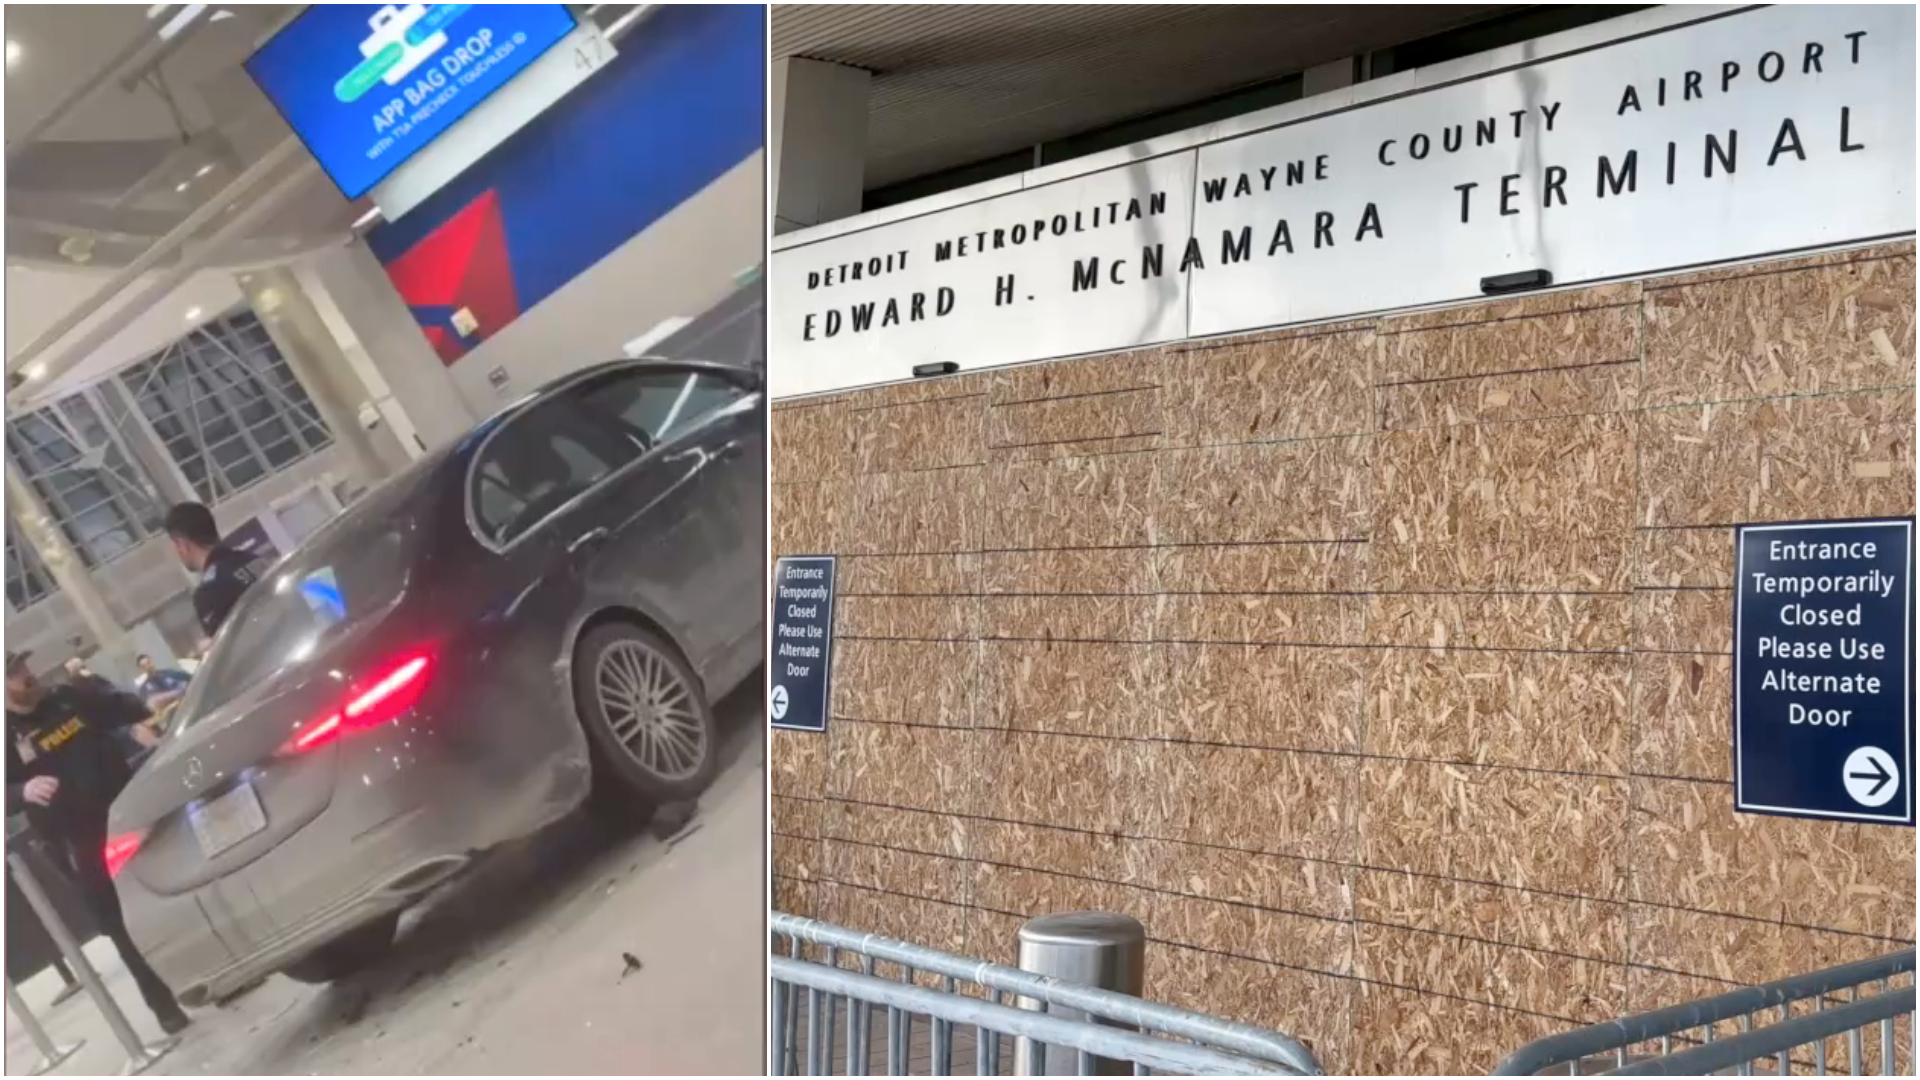 APP BAG DROP
WITH TSA PRECHECK TOUCHLESS ID
47
POLICE
DETROIT METROPOLITAN WAYNE COUNTY AIRPORT
EDWARD H. McNAMARA TERMINAL
Entrance
Temporarily
Closed
Please Use
Alternate
Door
Entrance
Temporarily
Closed
Please Use
Alternate
Door